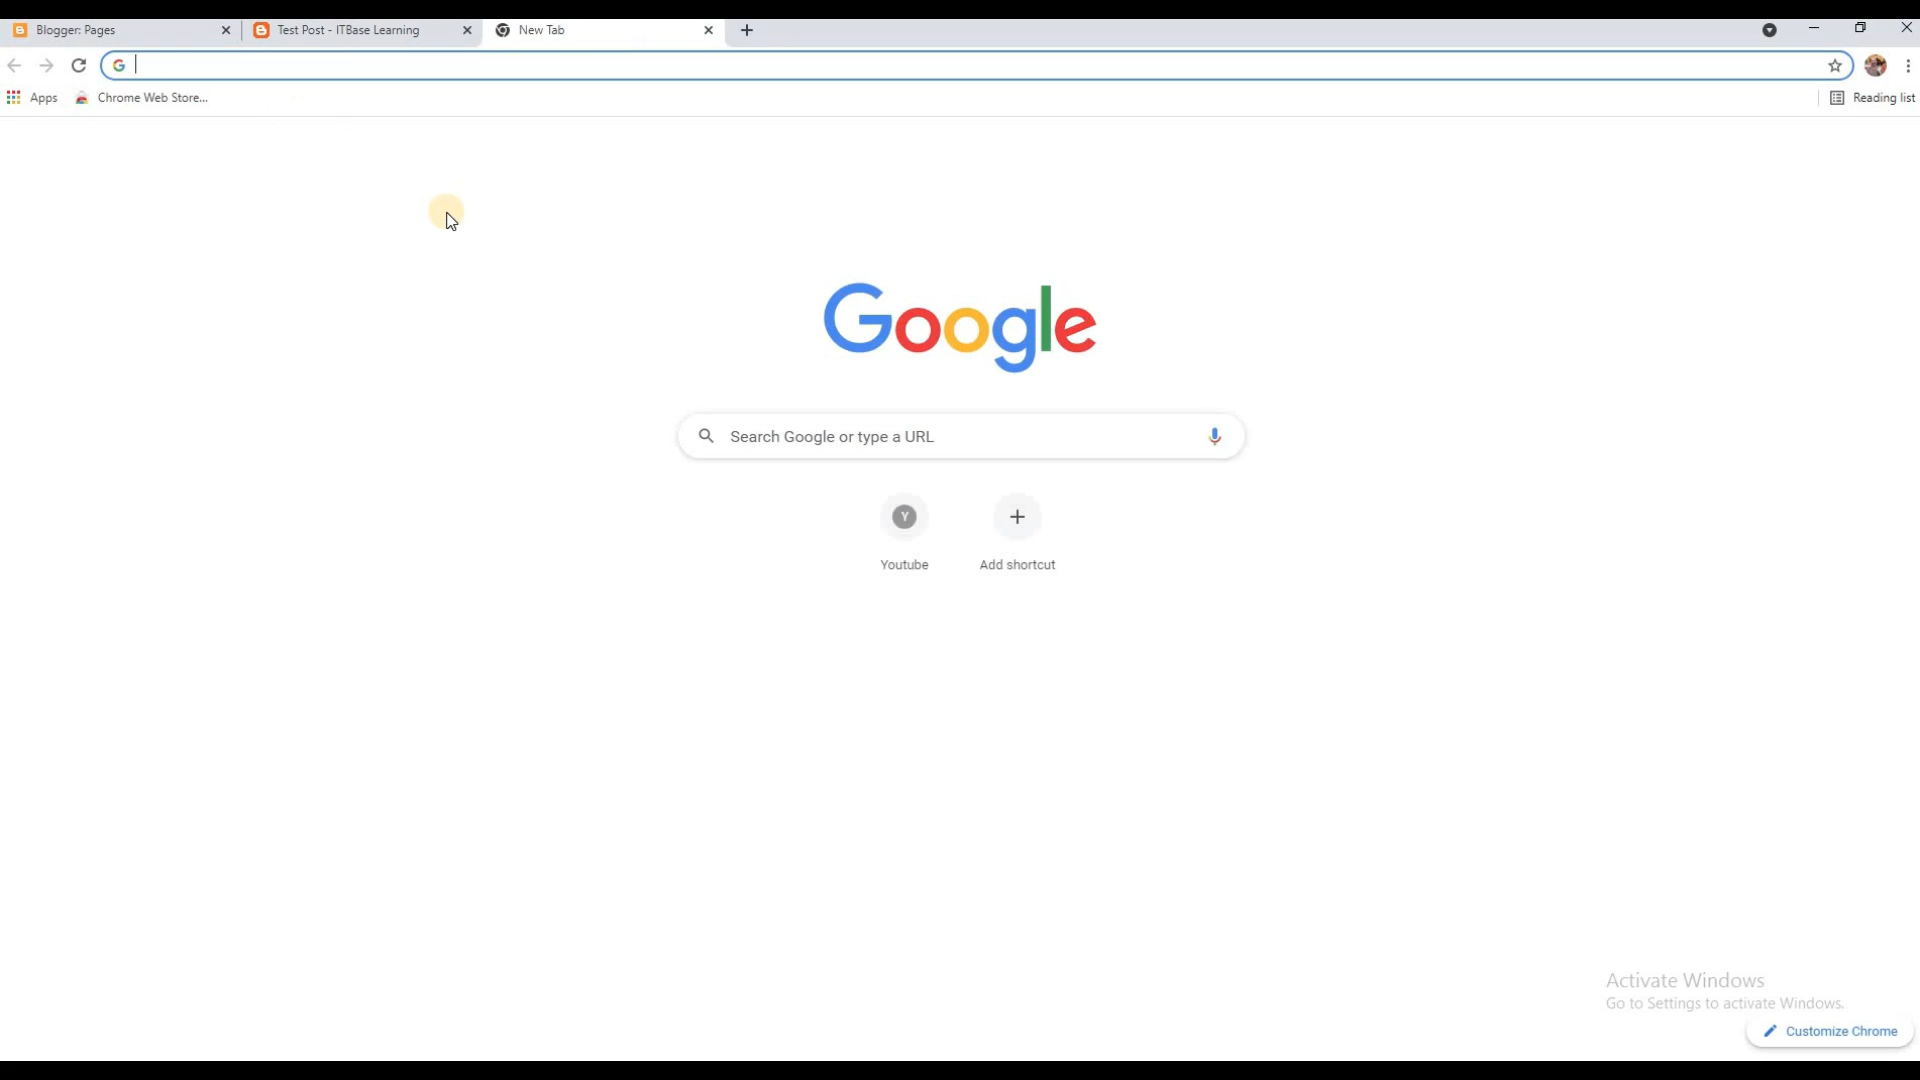 Blogger: Pages
Test Post - ITBase Learning
New Tab
Apps
Chrome Web Store...
Reading list
Google
Search Google or type a URL
Y
Youtube
Add shortcut
Activate Windows
Go to Settings to activate Windows.
Customize Chrome